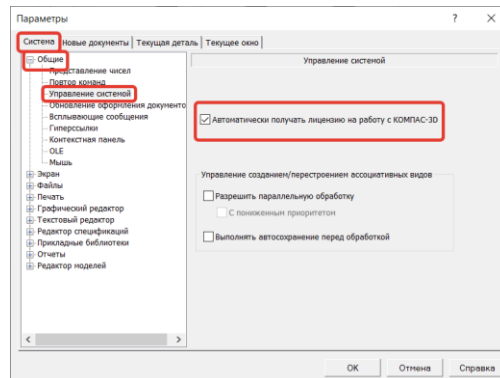 Параметры
Система Новые документы Текущая деталь Текущее окно
Общие
Представление чисел
Повтор команд
Управление системой
Обновление оформления документо
Всплывающие сообщения
Гиперссылки
Контекстная панель
OLE
Мышь
Экран
Файлы
Печать
Графический редактор
Текстовый редактор
Редактор спецификаций
Прикладные библиотеки
Отчеты
Редактор моделей
Управление системой
Автоматически получать лицензию на работу с КОМПАС-3D
Управление созданием/перестроением ассоциативных видов
Разрешить параллельную обработку
С пониженным приоритетом
Выполнять автосохранение перед обработкой
OK Отмена Справка